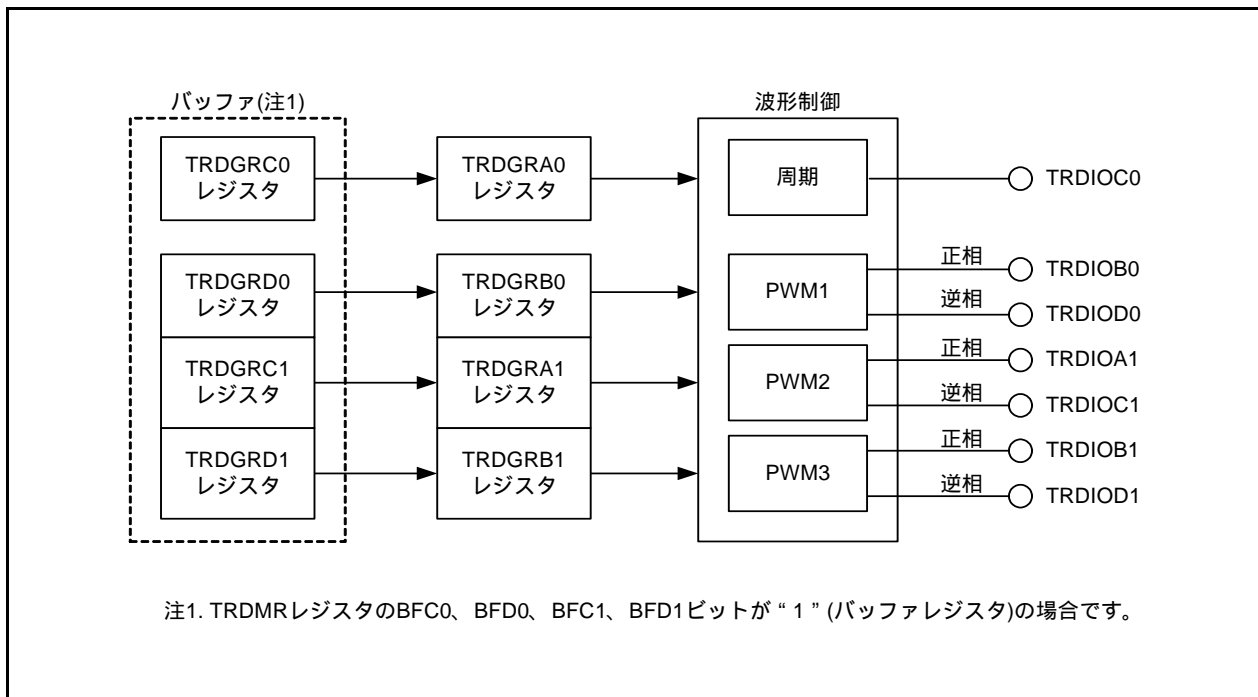 バッファ(注1)
波形制御
TRDGRC0
レジスタ
TRDGRA0
レジスタ
周期
TRDIOC0
TRDGRD0
レジスタ
TRDGRB0
レジスタ
PWM1
正相
TRDIOB0
逆相
TRDIOD0
TRDGRC1
レジスタ
TRDGRA1
レジスタ
PWM2
正相
TRDIOA1
逆相
TRDIOC1
TRDGRD1
レジスタ
TRDGRB1
レジスタ
PWM3
正相
TRDIOB1
逆相
TRDIOD1
注1. TRDMRレジスタのBFC0、BFD0、BFC1、BFD1ビットが“ 1 ” (バッファレジスタ)の場合です。